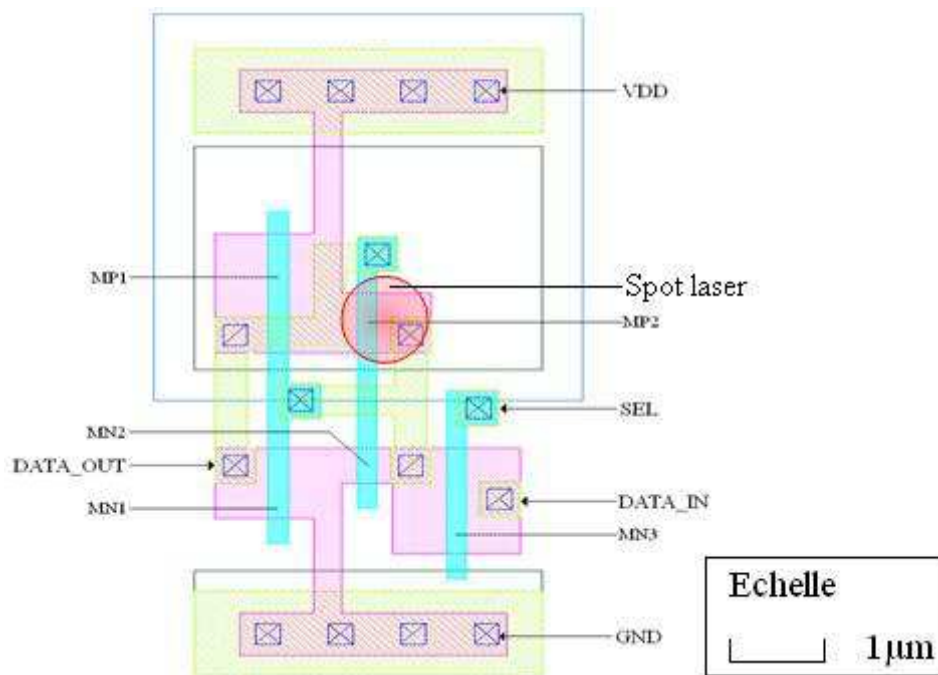 VDD
MP1
Spot laser
MP2
SEL
MN2
DATA_OUT
DATA_IN
MN1
MN3
Echelle
1µm
GND